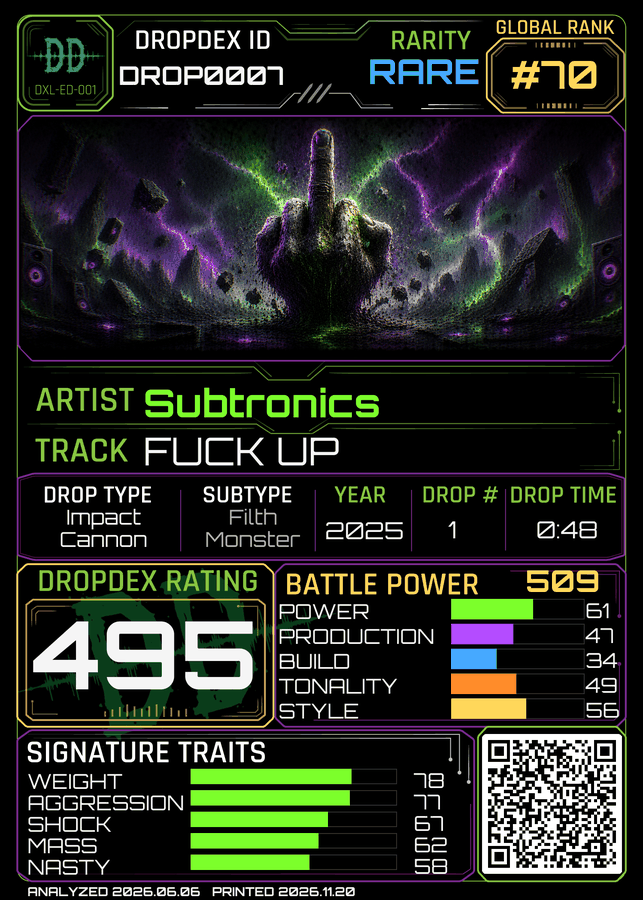 DD
DXL-ED-001
DROPDEX ID
DROP0007
RARITY
RARE
GLOBAL RANK
#70
ARTIST Subtronics
TRACK FUCK UP
DROP TYPE
Impact
Cannon
SUBTYPE
Filth
Monster
YEAR
2025
DROP #
1
DROP TIME
0:48
DROPDEX RATING
495
BATTLE POWER 509
POWER 61
PRODUCTION 47
BUILD 34
TONALITY 49
STYLE 56
SIGNATURE TRAITS
WEIGHT 78
AGGRESSION 77
SHOCK 67
MASS 62
NASTY 58
ANALYZED 2026.06.06 PRINTED 2026.11.20